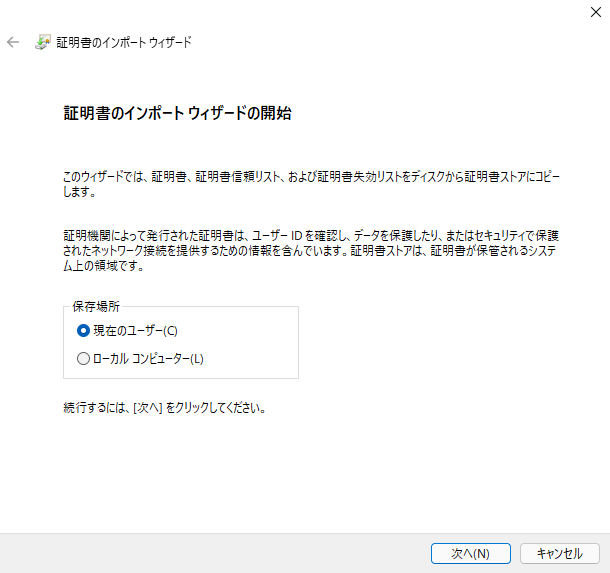 証明書のインポート ウィザード
証明書のインポート ウィザードの開始
このウィザードでは、証明書、証明書信頼リスト、および証明書失効リストをディスクから証明書ストアにコピー
します。
証明機関によって発行された証明書は、ユーザー ID を確認し、データを保護したり、またはセキュリティで保護
されたネットワーク接続を提供するための情報を含んでいます。証明書ストアは、証明書が保管されるシステ
ム上の領域です。
保存場所
現在のユーザー(C)
ローカル コンピューター(L)
続行するには、[次へ] をクリックしてください。
次へ(N)
キャンセル